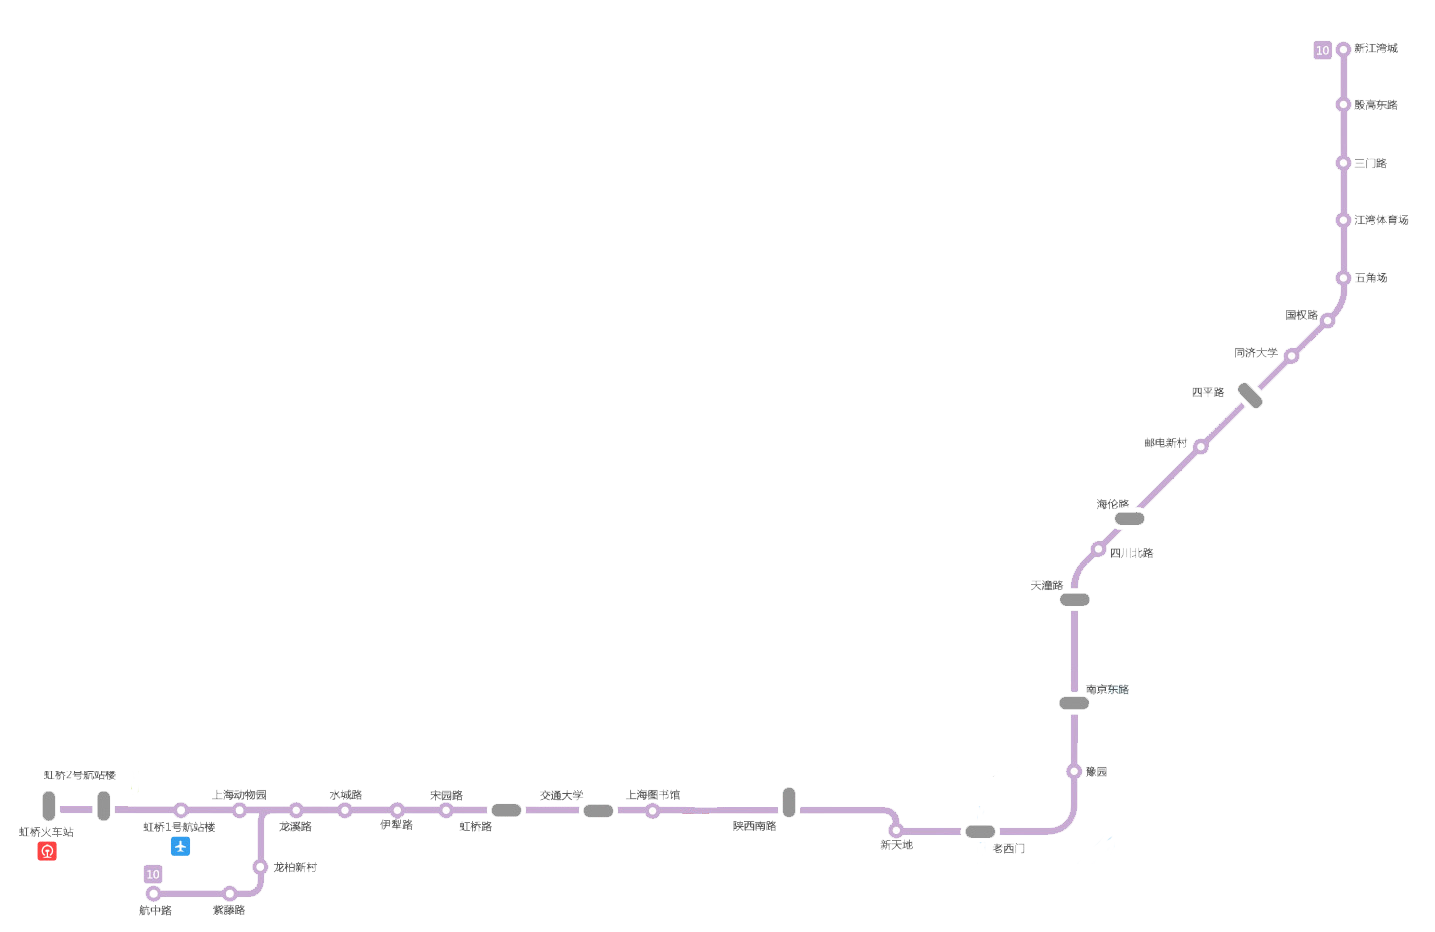 10
新江湾城
殷高东路
三门路
江湾体育场
五角场
国权路
同济大学
四平路
邮电新村
海伦路
四川北路
天潼路
南京东路
豫园
虹桥2号航站楼
上海动物园
水城路
宋园路
交通大学
上海图书馆
虹桥火车站
虹桥1号航站楼
龙溪路
伊犁路
虹桥路
陕西南路
新天地
老西门
龙柏新村
10
航中路
紫藤路